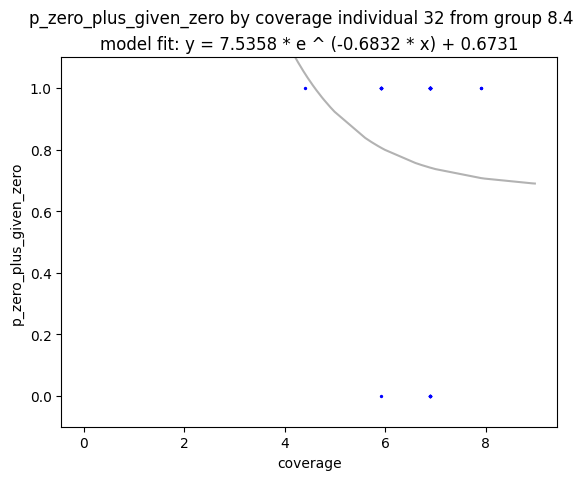 p_zero_plus_given_zero by coverage individual 32 from group 8.4
model fit: y = 7.5358 * e ^ (-0.6832 * x) + 0.6731
1.0
0.8
0.6
0.4
0.2
0.0
p_zero_plus_given_zero
0 2 4 6 8
coverage